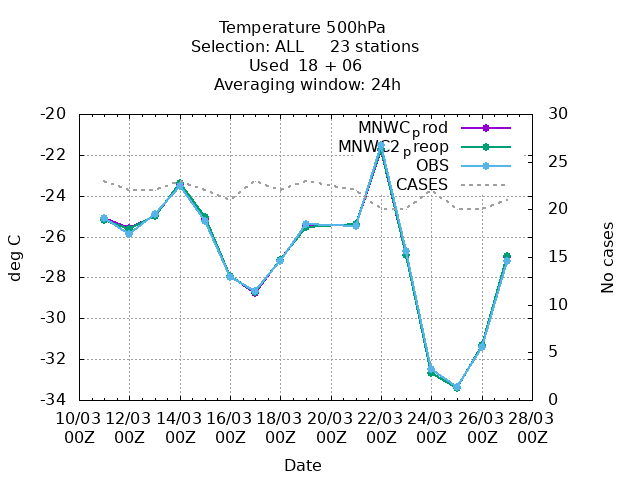 Temperature 500hPa
Selection: ALL     23 stations
Used  18 + 06
Averaging window: 24h
-20
-22
-24
-26
-28
-30
-32
-34
deg C
30
25
20
15
10
5
0
No cases
MNWC_prod
MNWC2_preop
OBS
CASES
10/03 12/03 14/03 16/03 18/03 20/03 22/03 24/03 26/03 28/03
00Z 00Z 00Z 00Z 00Z 00Z 00Z 00Z 00Z 00Z
Date